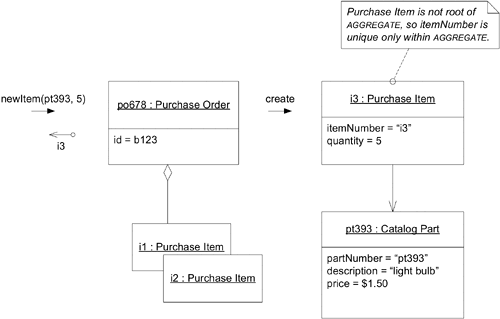 Purchase Item is not root of
AGGREGATE, so itemNumber is
unique only within AGGREGATE.
newItem(pt393, 5)
i3
po678 : Purchase Order
id = b123
create
i3 : Purchase Item
itemNumber = “i3”
quantity = 5
i1 : Purchase Item
i2 : Purchase Item
pt393 : Catalog Part
partNumber = “pt393”
description = “light bulb”
price = $1.50